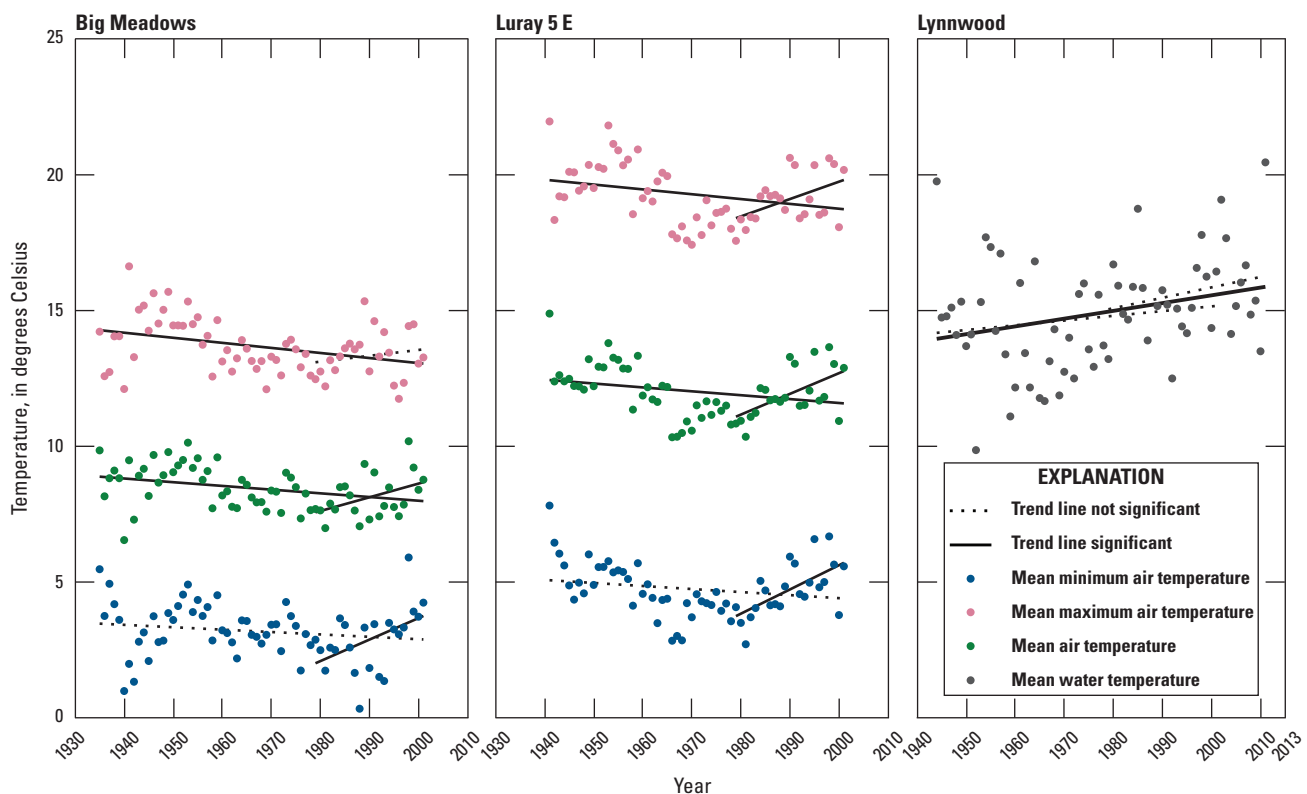 Big Meadows
Luray 5 E
Lynnwood
Temperature, in degrees Celsius
25
20
15
10
5
0
1930
1940
1950
1960
1970
1980
1990
2000
2010
1930
1940
1950
1960
1970
1980
1990
2000
2010
1940
1950
1960
1970
1980
1990
2000
2010
2013
Year
EXPLANATION
Trend line not significant
Trend line significant
Mean minimum air temperature
Mean maximum air temperature
Mean air temperature
Mean water temperature